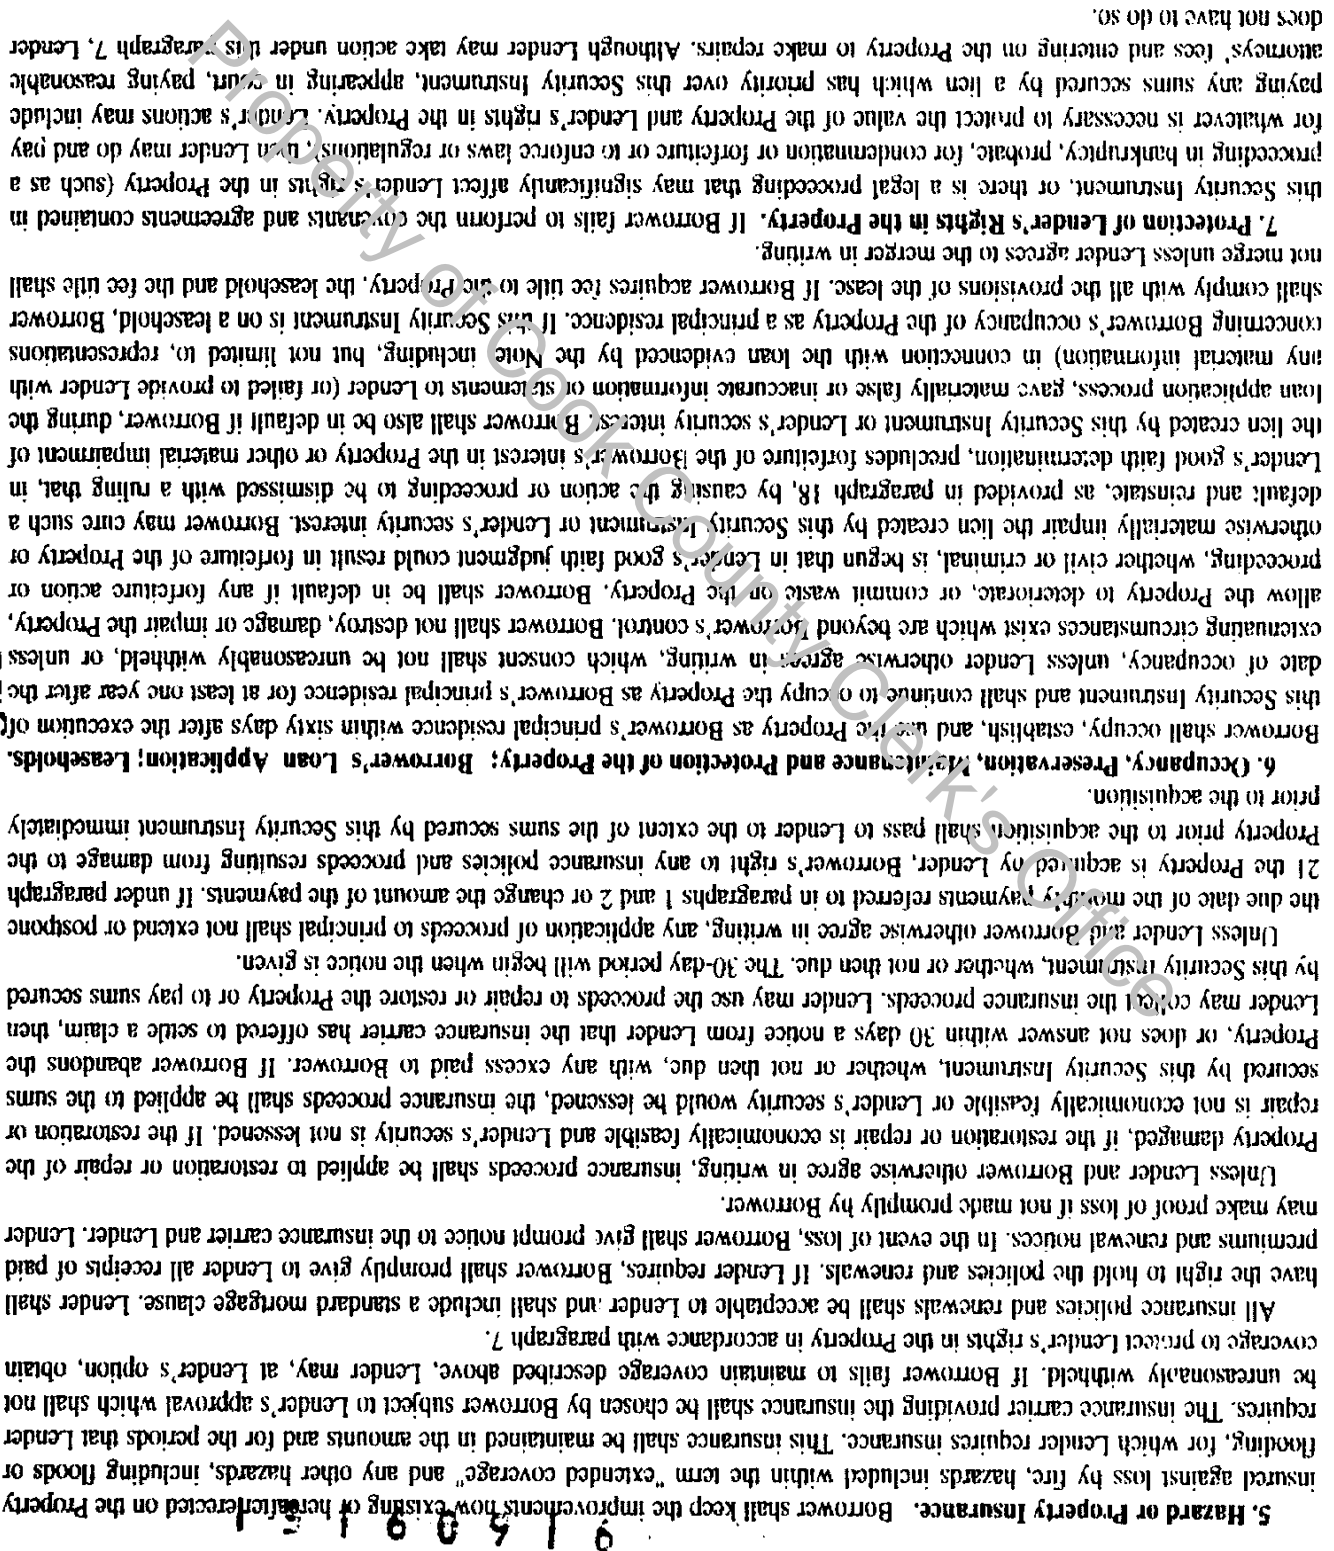 5. Hazard or Property Insurance. Borrower shall keep the improvements now existing or hereafter erected on the Property
insured against loss by fire, hazards included within the term "extended coverage" and any other hazards, including floods or
flooding, for which Lender requires insurance. This insurance shall be maintained in the amounts and for the periods that Lender
requires. The insurance carrier providing the insurance shall be chosen by Borrower subject to Lender's approval which shall not
be unreasonably withheld. If Borrower fails to maintain coverage described above, Lender may, at Lender's option, obtain
coverage to protect Lender's rights in the Property in accordance with paragraph 7.
All insurance policies and renewals shall be acceptable to Lender and shall include a standard mortgage clause. Lender shall
have the right to hold the policies and renewals. If Lender requires, Borrower shall promptly give to Lender all receipts of paid
premiums and renewal notices. In the event of loss, Borrower shall give prompt notice to the insurance carrier and Lender. Lender
may make proof of loss if not made promptly by Borrower.
Unless Lender and Borrower otherwise agree in writing, insurance proceeds shall be applied to restoration or repair of the
Property damaged, if the restoration or repair is economically feasible and Lender's security is not lessened. If the restoration or
repair is not economically feasible or Lender's security would be lessened, the insurance proceeds shall be applied to the sums
secured by this Security Instrument, whether or not then due, with any excess paid to Borrower. If Borrower abandons the
Property, or does not answer within 30 days a notice from Lender that the insurance carrier has offered to settle a claim, then
Lender may collect the insurance proceeds. Lender may use the proceeds to repair or restore the Property or to pay sums secured
by this Security Instrument, whether or not then due. The 30-day period will begin when the notice is given.
Unless Lender and Borrower otherwise agree in writing, any application of proceeds to principal shall not extend or postpone
the due date of the monthly payments referred to in paragraphs 1 and 2 or change the amount of the payments. If under paragraph
21 the Property is acquired by Lender, Borrower's right to any insurance policies and proceeds resulting from damage to the
Property prior to the acquisition shall pass to Lender to the extent of the sums secured by this Security Instrument immediately
prior to the acquisition.
6. Occupancy, Preservation, Maintenance and Protection of the Property; Borrower's Loan Application; Leaseholds.
Borrower shall occupy, establish, and use the Property as Borrower's principal residence within sixty days after the execution of
this Security Instrument and shall continue to occupy the Property as Borrower's principal residence for at least one year after the
date of occupancy, unless Lender otherwise agrees in writing, which consent shall not be unreasonably withheld, or unless
extenuating circumstances exist which are beyond Borrower's control. Borrower shall not destroy, damage or impair the Property,
allow the Property to deteriorate, or commit waste on the Property. Borrower shall be in default if any forfeiture action or
proceeding, whether civil or criminal, is begun that in Lender's good faith judgment could result in forfeiture of the Property or
otherwise materially impair the lien created by this Security Instrument or Lender's security interest. Borrower may cure such a
default and reinstate, as provided in paragraph 18, by causing the action or proceeding to be dismissed with a ruling that, in
Lender's good faith determination, precludes forfeiture of the Borrower's interest in the Property or other material impairment of
the lien created by this Security Instrument or Lender's security interest. Borrower shall also be in default if Borrower, during the
loan application process, gave materially false or inaccurate information or statements to Lender (or failed to provide Lender with
any material information) in connection with the loan evidenced by the Note, including, but not limited to, representations
concerning Borrower's occupancy of the Property as a principal residence. If this Security Instrument is on a leasehold, Borrower
shall comply with all the provisions of the lease. If Borrower acquires fee title to the Property, the leasehold and the fee title shall
not merge unless Lender agrees to the merger in writing.
7. Protection of Lender's Rights in the Property. If Borrower fails to perform the covenants and agreements contained in
this Security Instrument, or there is a legal proceeding that may significantly affect Lender's rights in the Property (such as a
proceeding in bankruptcy, probate, for condemnation or forfeiture or to enforce laws or regulations), then Lender may do and pay
for whatever is necessary to protect the value of the Property and Lender's rights in the Property. Lender's actions may include
paying any sums secured by a lien which has priority over this Security Instrument, appearing in court, paying reasonable
attorneys' fees and entering on the Property to make repairs. Although Lender may take action under this paragraph 7, Lender
does not have to do so.
Property of Cook County Clerk's Office